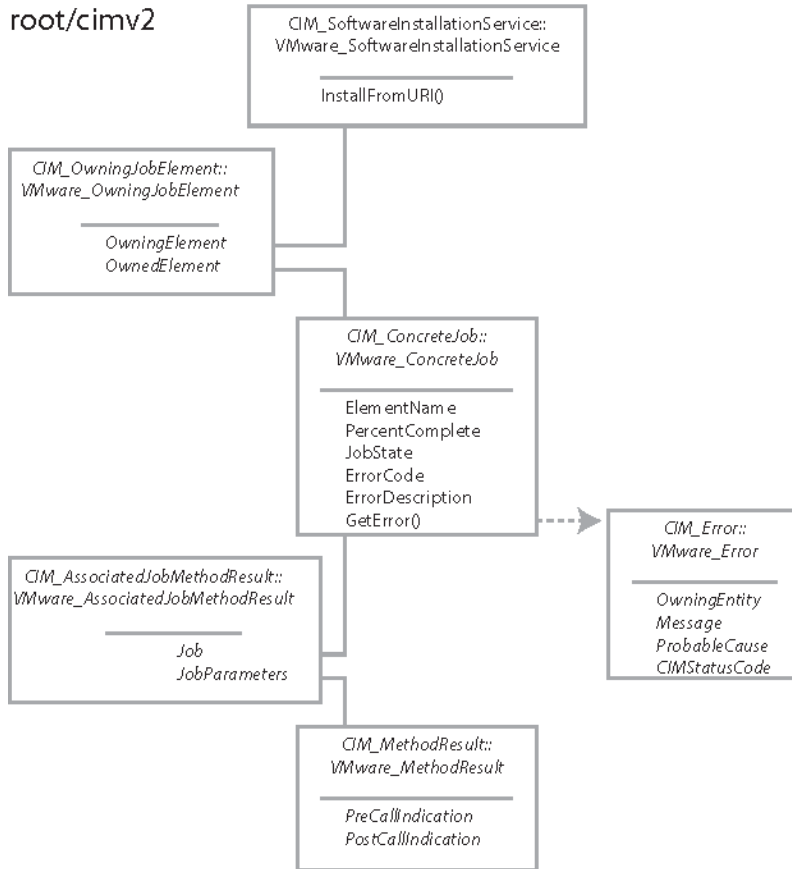 root/cimv2
CIM_SoftwareInstallationService::
VMware_SoftwareInstallationService
InstallFromURI()
CIM_OwningJobElement::
VMware_OwningJobElement
OwningElement
OwnedElement
CIM_ConcreteJob::
VMware_ConcreteJob
ElementName
PercentComplete
JobState
ErrorCode
ErrorDescription
GetError()
CIM_Error::
VMware_Error
OwningEntity
Message
ProbableCause
CIMStatusCode
CIM_AssociatedJobMethodResult::
VMware_AssociatedJobMethodResult
Job
JobParameters
CIM_MethodResult::
VMware_MethodResult
PreCallIndication
PostCallIndication